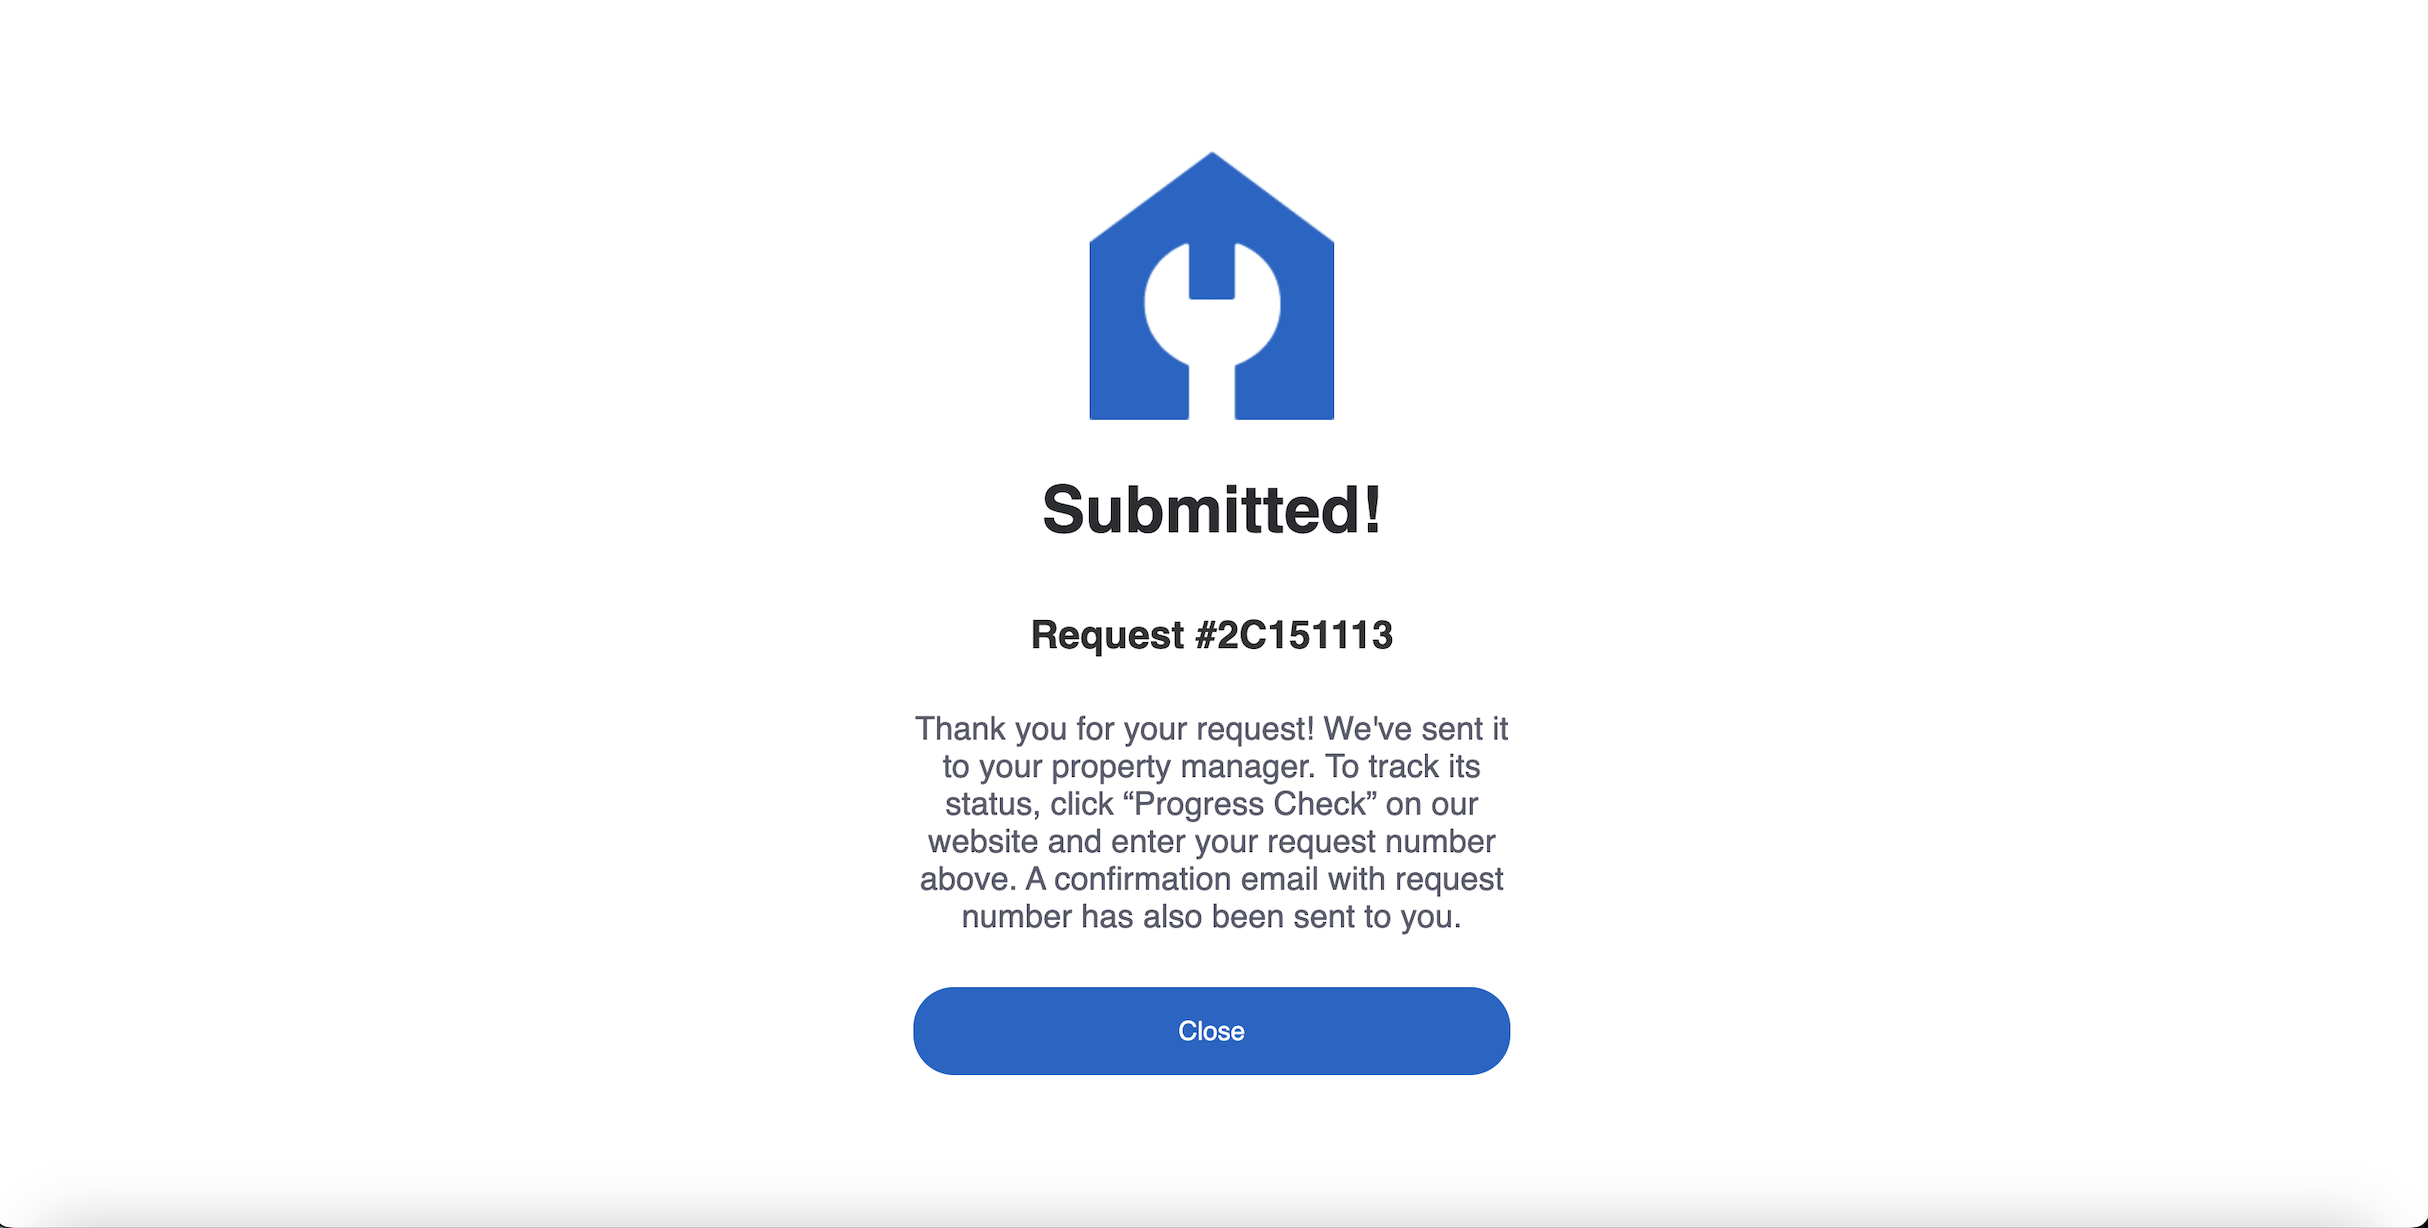 Submitted!
Request #2C151113
Thank you for your request! We've sent it
to your property manager. To track its
status, click “Progress Check” on our
website and enter your request number
above. A confirmation email with request
number has also been sent to you.
Close